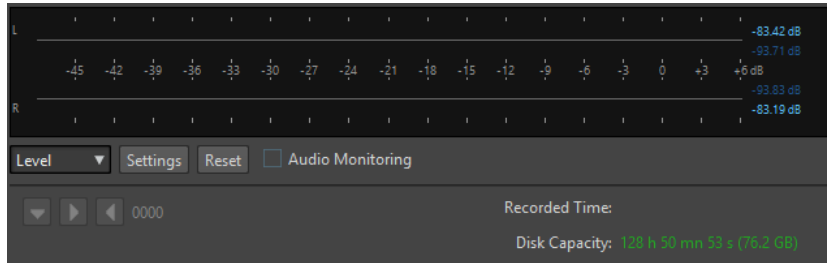 L
-83.42 dB
-93.71 dB
-45 -42 -39 -36 -33 -30 -27 -24 -21 -18 -15 -12 -9 -6 -3 0 +3 +6 dB
-93.83 dB
R
-83.19 dB
Level Settings Reset Audio Monitoring
0000
Recorded Time:
Disk Capacity: 128 h 50 mn 53 s (76.2 GB)